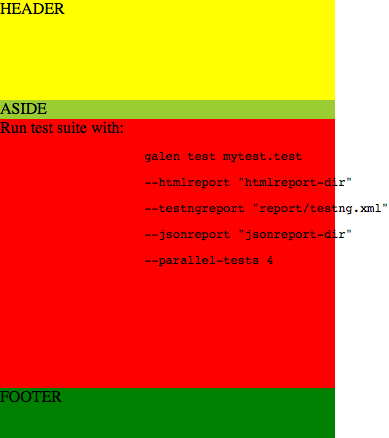 HEADER
ASIDE
Run test suite with:
galen test mytest.test
--htmlreport "htmlreport-dir"
--testngreport "report/testng.xml"
--jsonreport "jsonreport-dir"
--parallel-tests 4
FOOTER